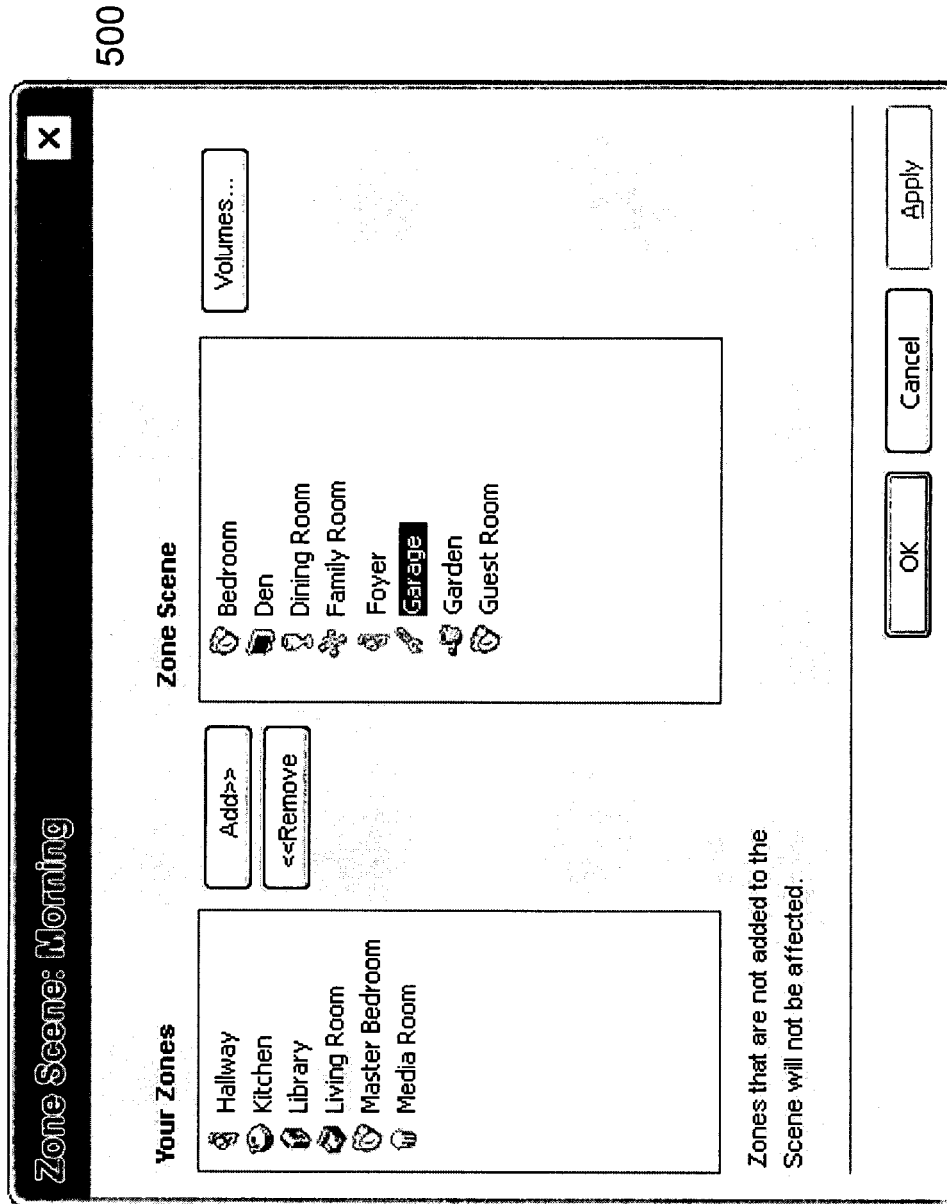 500
Zone Scene: Morning
X
Your Zones
Hallway
Kitchen
Library
Living Room
Master Bedroom
Media Room
Add>>
<<Remove
Zone Scene
Bedroom
Den
Dining Room
Family Room
Foyer
Garage
Garden
Guest Room
Volumes...
Zones that are not added to the
Scene will not be affected.
OK
Cancel
Apply